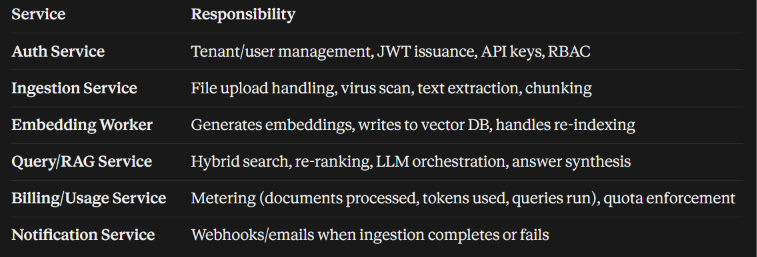 Service Responsibility
Auth Service Tenant/user management, JWT issuance, API keys, RBAC
Ingestion Service File upload handling, virus scan, text extraction, chunking
Embedding Worker Generates embeddings, writes to vector DB, handles re-indexing
Query/RAG Service Hybrid search, re-ranking, LLM orchestration, answer synthesis
Billing/Usage Service Metering (documents processed, tokens used, queries run), quota enforcement
Notification Service Webhooks/emails when ingestion completes or fails